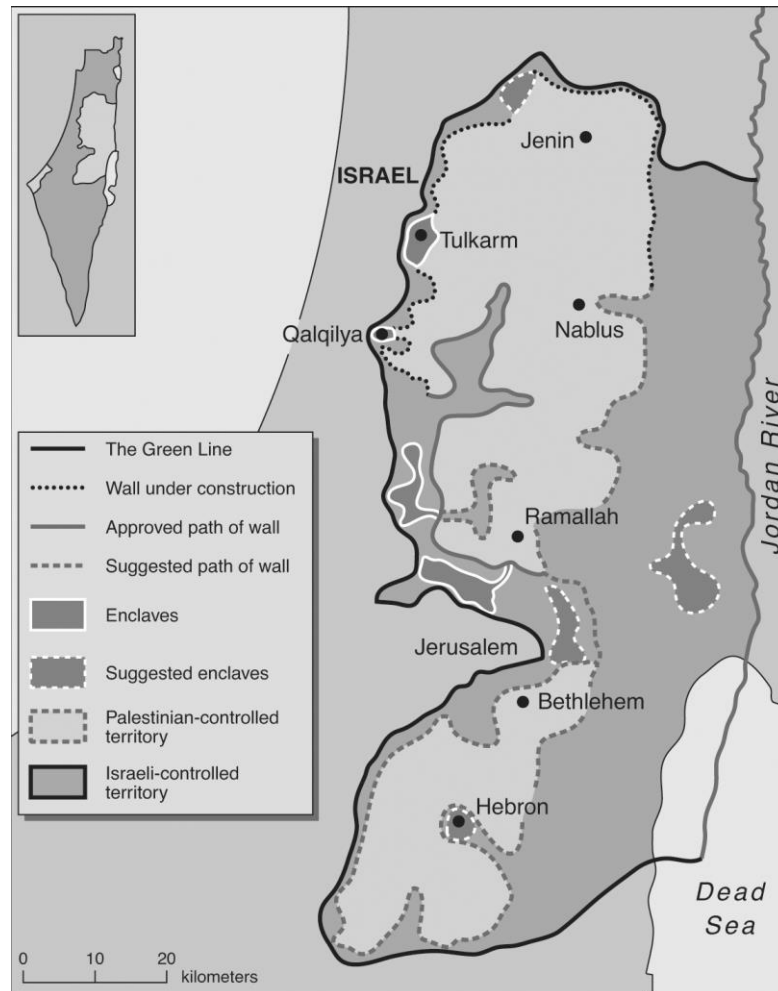 Jenin
ISRAEL
Tulkarm
Qalqilya
Nablus
Jordan River
The Green Line
Wall under construction
Approved path of wall
Suggested path of wall
Enclaves
Suggested enclaves
Palestinian-controlled
territory
Israeli-controlled
territory
Ramallah
Jerusalem
Bethlehem
Hebron
Dead
Sea
0 10 20
kilometers